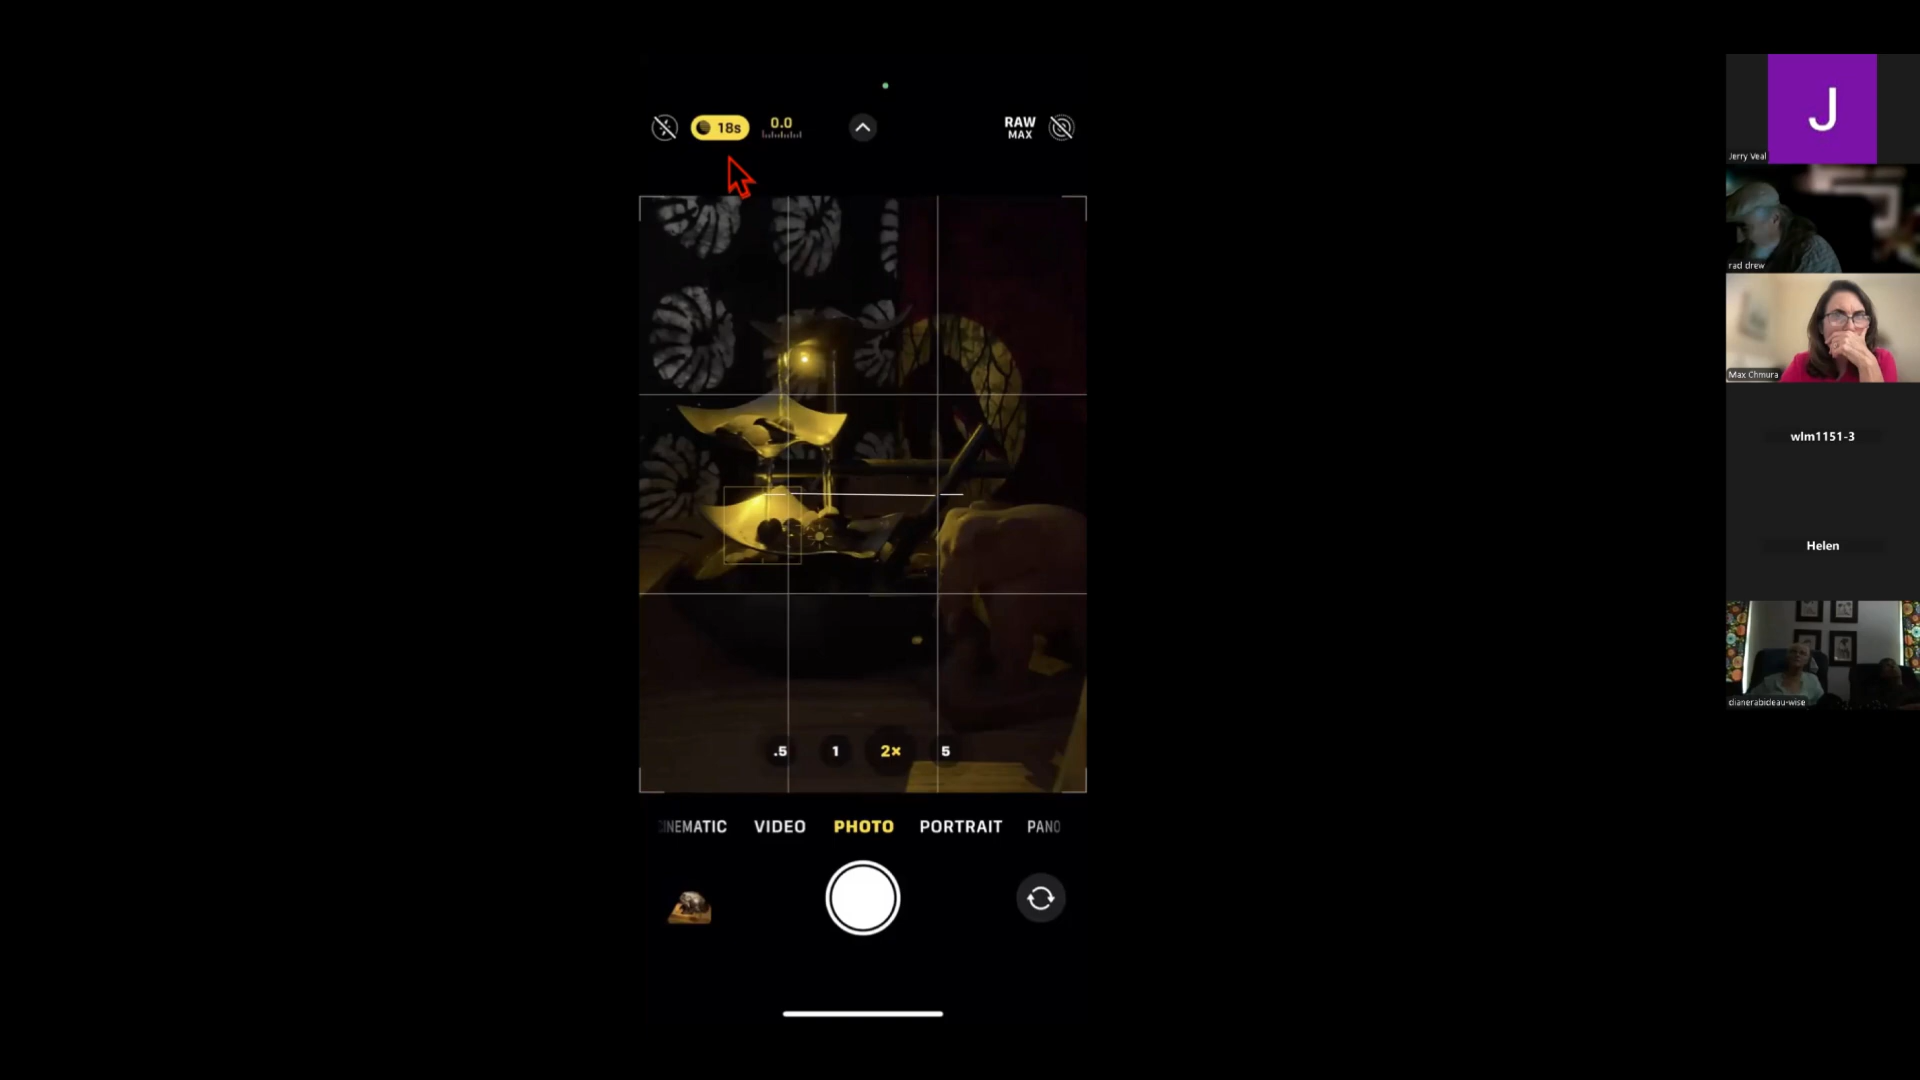 18s
0.0
RAW
MAX
.5
1
2×
5
INEMATIC
VIDEO
PHOTO
PORTRAIT
PANO
J
Jerry Veal
rad drew
Max Chmura
wlm1151-3
Helen
dianerabideau-wise